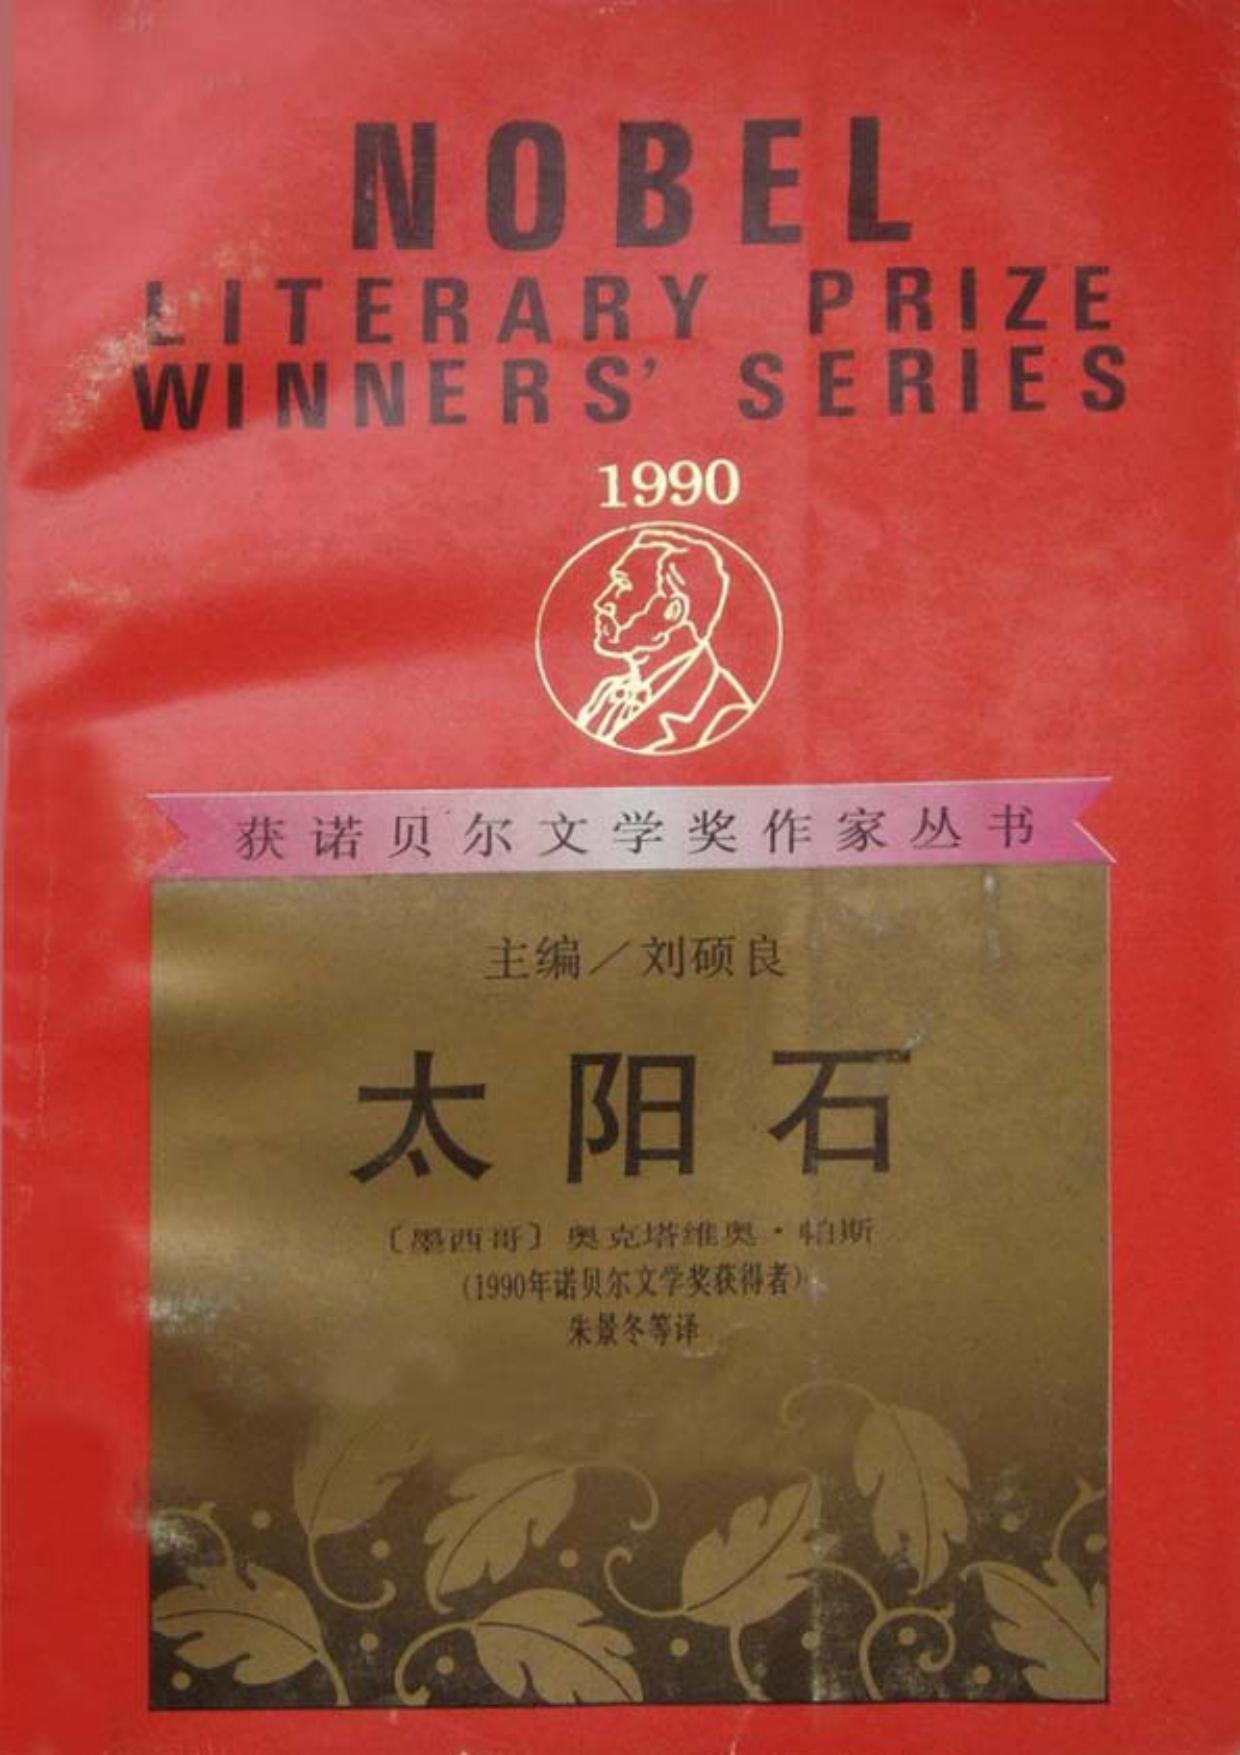 NOBEL
LITERARY PRIZE
WINNERS' SERIES
1990
获诺贝尔文学奖作家丛书
主编／刘硕良
太阳石
〔墨西哥〕奥克塔维奥·帕斯
(1990年诺贝尔文学奖获得者)
朱景冬等译